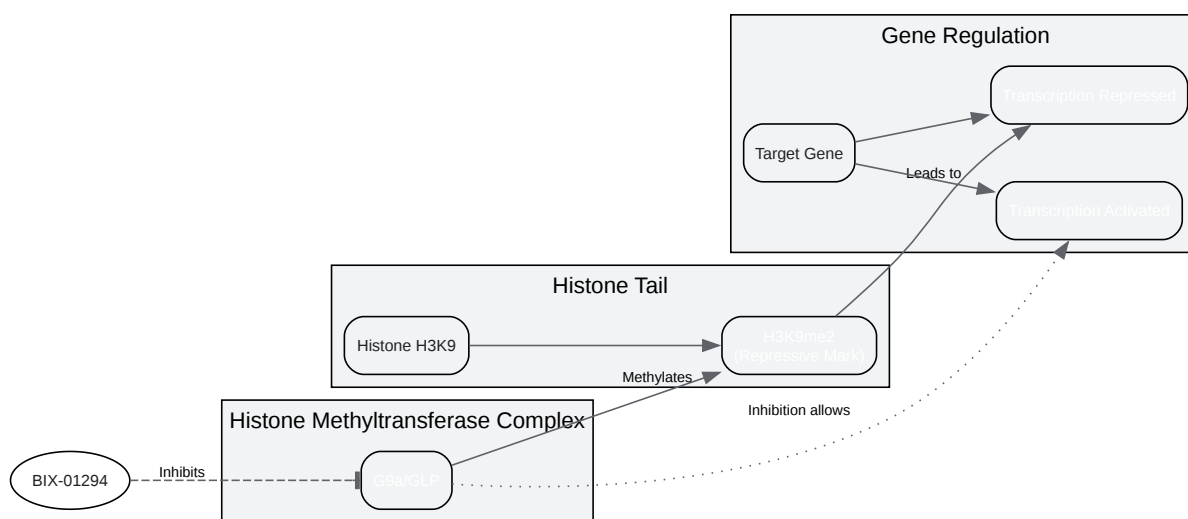 Gene Regulation
Transcription Repressed
Target Gene
Leads to
Transcription Activated
Histone Tail
Histone H3K9
H3K9me2
(Repressive Mark)
Methylates
Histone Methyltransferase Complex
Inhibition allows
BIX-01294
Inhibits
G9a/GLP